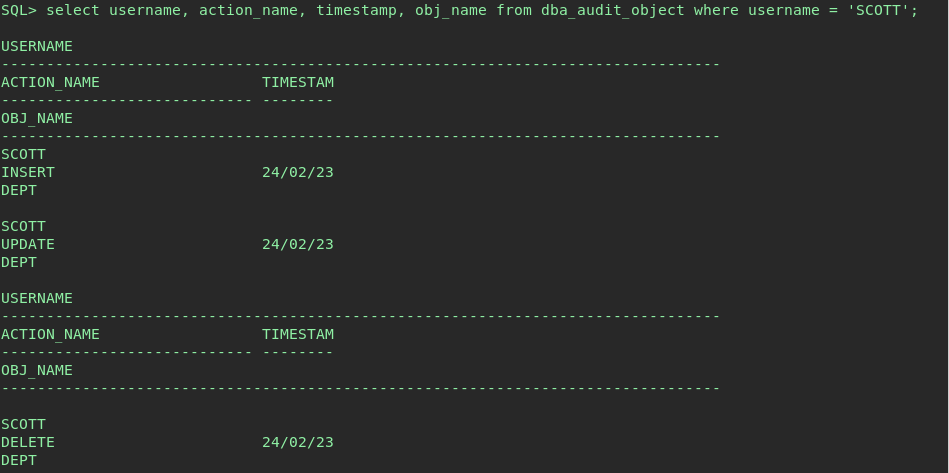 SQL> select username, action_name, timestamp, obj_name from dba_audit_object where username = 'SCOTT';
USERNAME
--------------------------------------------------------------------------------
ACTION_NAME                  TIMESTAM
---------------------------- --------
OBJ_NAME
--------------------------------------------------------------------------------
SCOTT
INSERT                       24/02/23
DEPT
SCOTT
UPDATE                       24/02/23
DEPT
USERNAME
--------------------------------------------------------------------------------
ACTION_NAME                  TIMESTAM
---------------------------- --------
OBJ_NAME
--------------------------------------------------------------------------------
SCOTT
DELETE                       24/02/23
DEPT